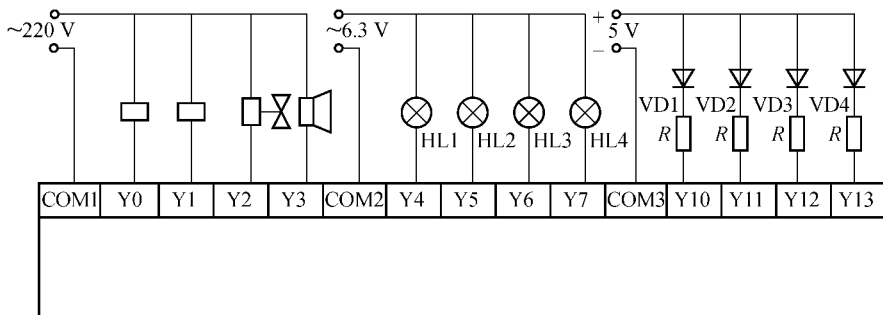 ~220 V
~6.3 V
+
5 V
−
VD1 VD2 VD3 VD4
HL1 HL2 HL3 HL4
R R R R
COM1 Y0 Y1 Y2 Y3 COM2 Y4 Y5 Y6 Y7 COM3 Y10 Y11 Y12 Y13